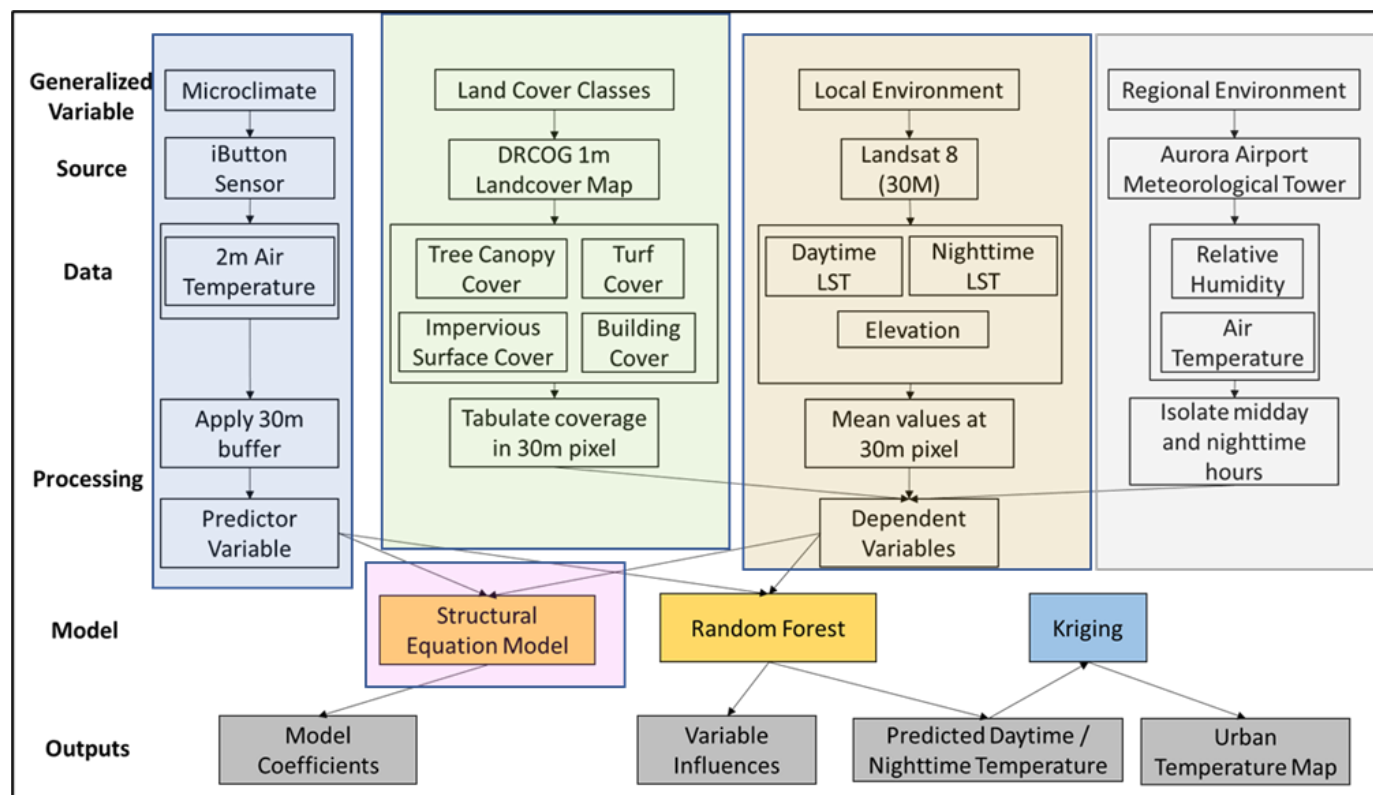 Generalized
Variable
Microclimate
Land Cover Classes
Local Environment
Regional Environment
Source
iButton
Sensor
DRCOG 1m
Landcover Map
Landsat 8
(30M)
Aurora Airport
Meteorological Tower
Data
2m Air
Temperature
Tree Canopy
Cover
Turf
Cover
Impervious
Surface Cover
Building
Cover
Daytime
LST
Nighttime
LST
Elevation
Relative
Humidity
Air
Temperature
Processing
Apply 30m
buffer
Tabulate coverage
in 30m pixel
Mean values at
30m pixel
Isolate midday
and nighttime
hours
Predictor
Variable
Dependent
Variables
Model
Structural
Equation Model
Random Forest
Kriging
Outputs
Model
Coefficients
Variable
Influences
Predicted Daytime /
Nighttime Temperature
Urban
Temperature Map